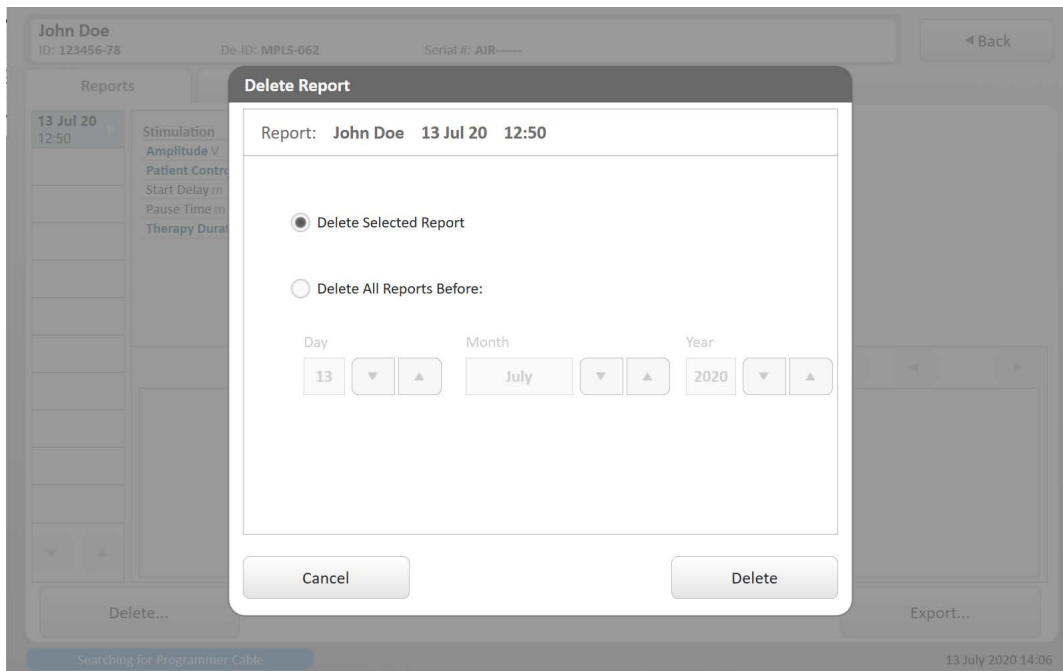 John Doe
ID: 123456-78 De-ID: MPL5-062 Serial #: AIR------
◀ Back
Reports
Delete Report
13 Jul 20
12:50
Report: John Doe 13 Jul 20 12:50
Stimulation
Amplitude V
Patient Contro
Start Delay m
Pause Time m
Therapy Durat
Delete Selected Report
Delete All Reports Before:
Day Month Year
13 July 2020
Cancel Delete
Delete... Export...
Searching for Programmer Cable 13 July 2020 14:06